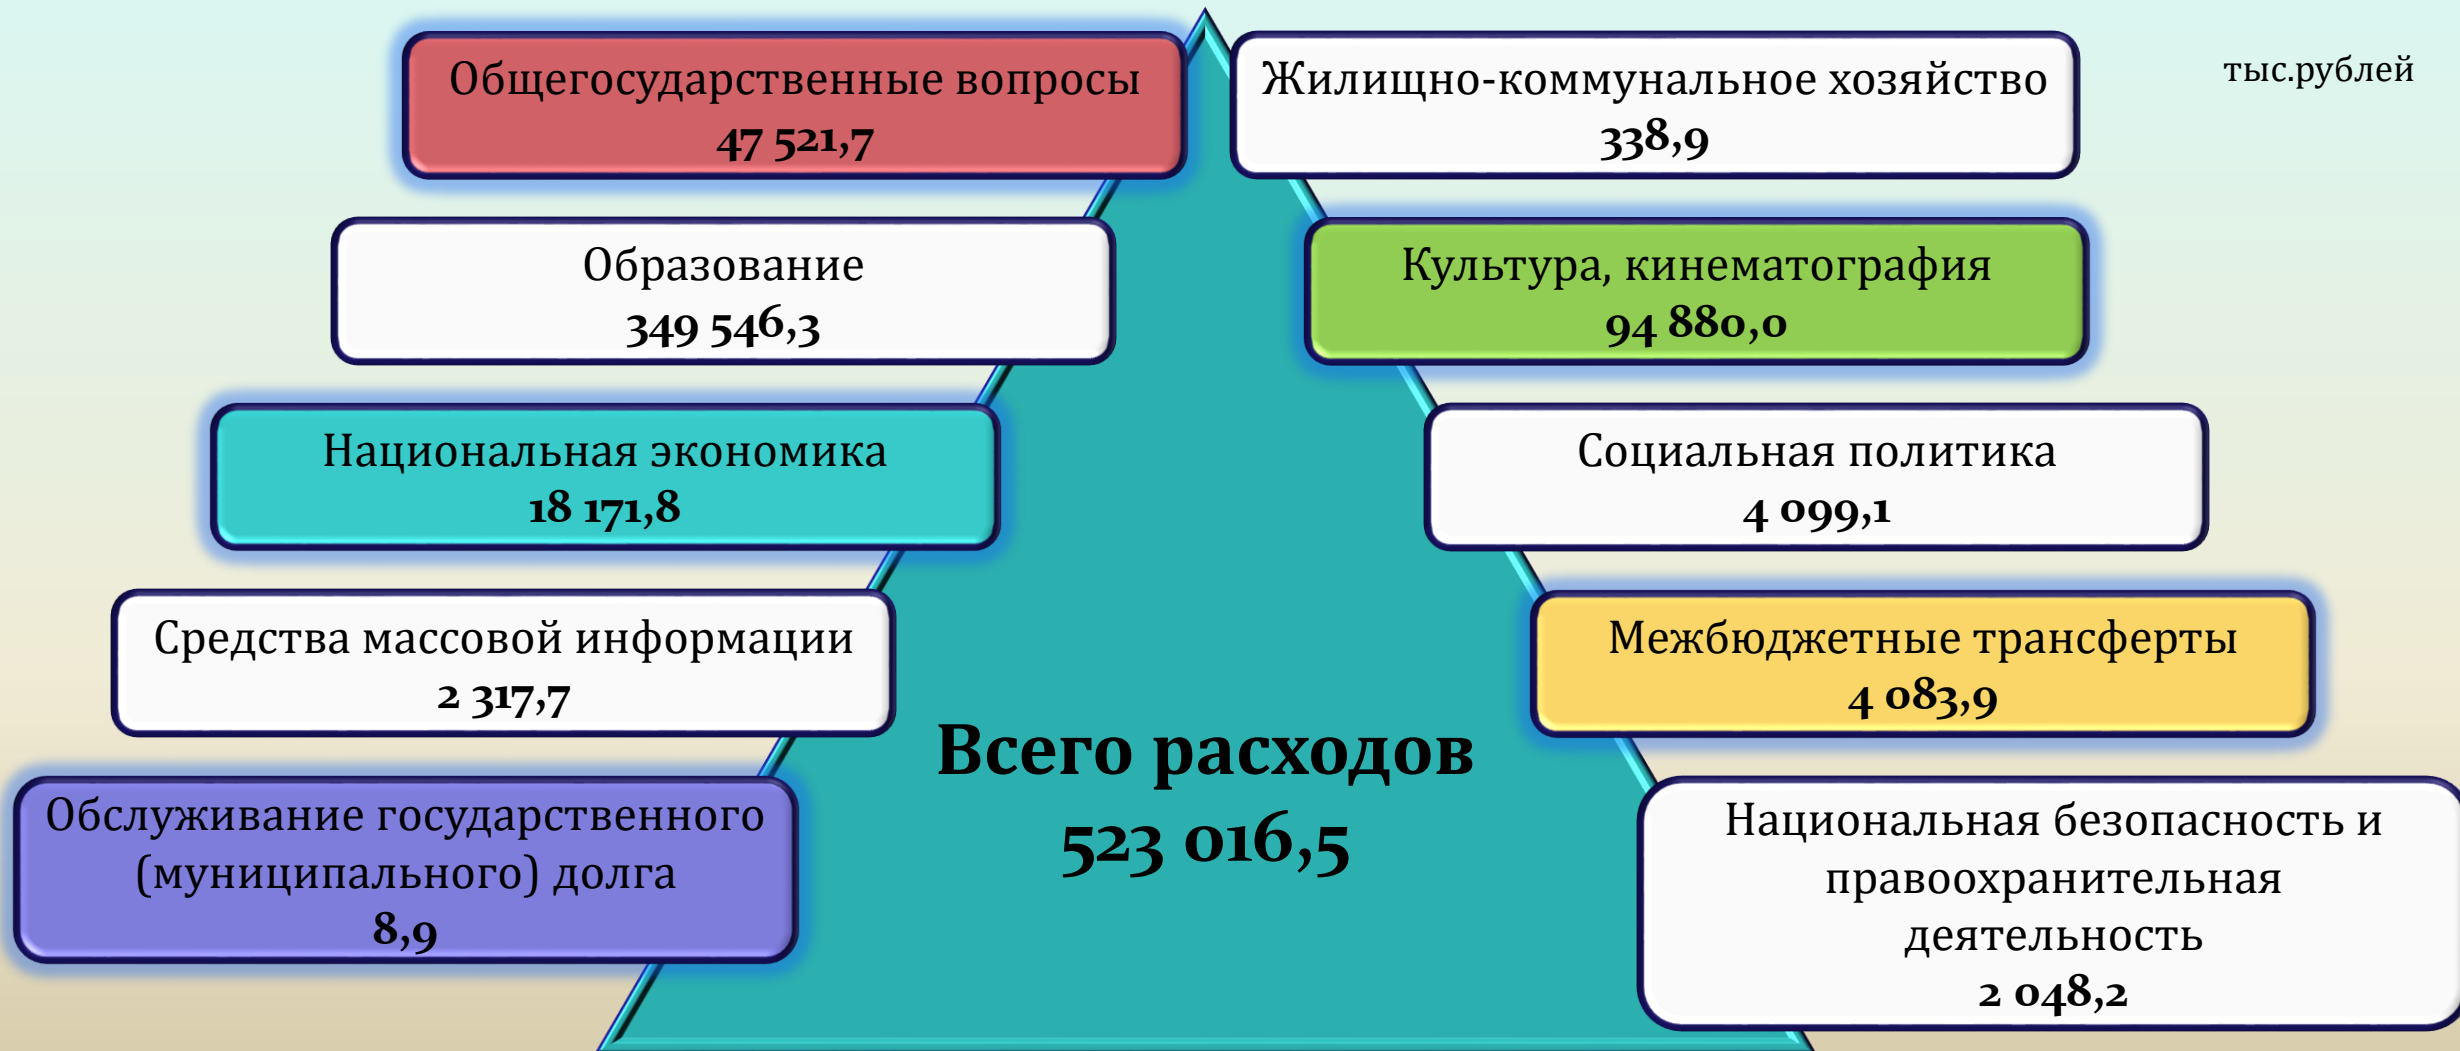 Общегосударственные вопросы
47 521,7
Жилищно-коммунальное хозяйство
338,9
тыс.рублей
Образование
349 546,3
Культура, кинематография
94 880,0
Национальная экономика
18 171,8
Социальная политика
4 099,1
Средства массовой информации
2 317,7
Межбюджетные трансферты
4 083,9
Всего расходов
523 016,5
Обслуживание государственного
(муниципального) долга
8,9
Национальная безопасность и
правоохранительная
деятельность
2 048,2